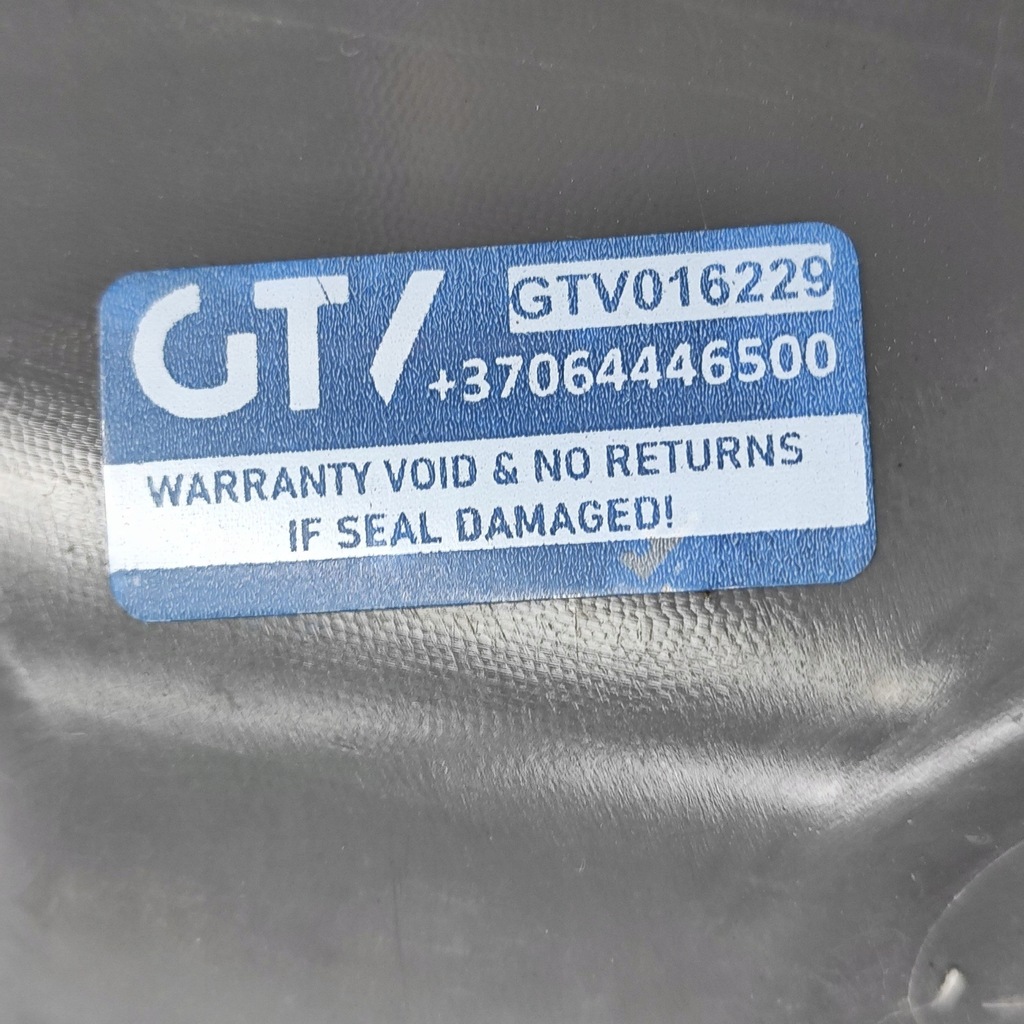 GTV
GTV016229
+37064446500
WARRANTY VOID & NO RETURNS
IF SEAL DAMAGED!